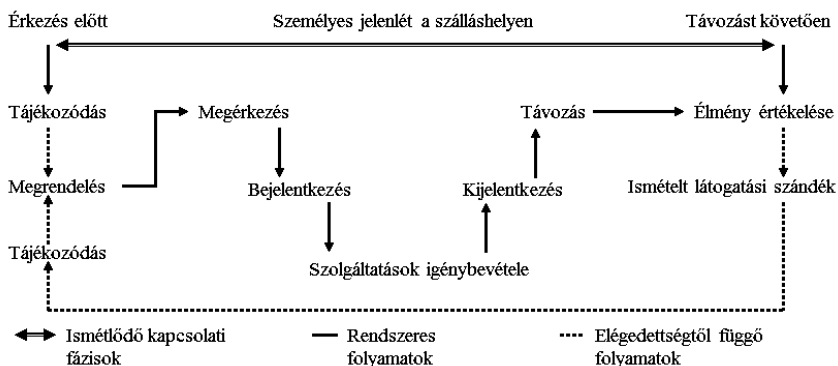 Érkezés előtt Személyes jelenlét a szálláshelyen Távozást követően
Tájékozódás Megérkezés Távozás Élmény értékelése
Megrendelés Bejelentkezés Kijelentkezés Ismételt látogatási szándék
Tájékozódás
Szolgáltatások igénybevétele
Ismétlődő kapcsolati Rendszeres Elégedettségtől függő
fázisok folyamatok folyamatok